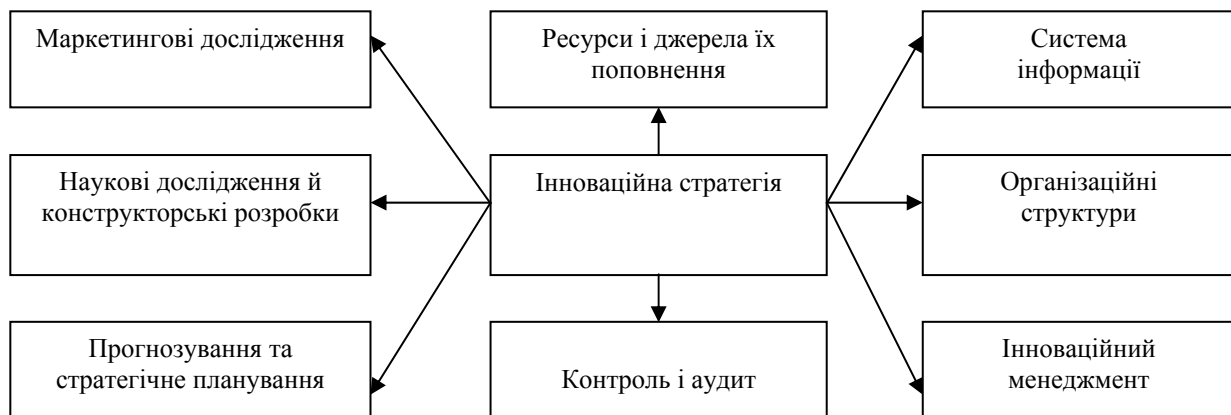 Маркетингові дослідження
Ресурси і джерела їх
поповнення
Система
інформації
Наукові дослідження й
конструкторські розробки
Інноваційна стратегія
Організаційні
структури
Прогнозування та
стратегічне планування
Контроль і аудит
Інноваційний
менеджмент